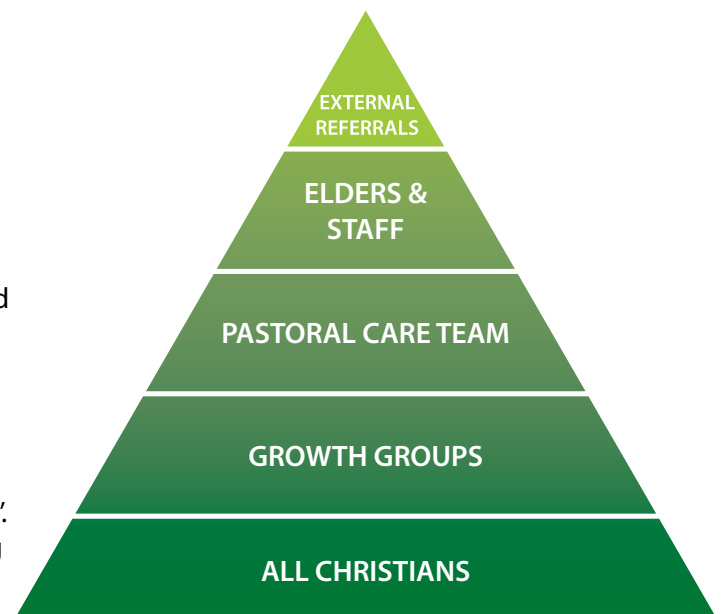 EXTERNAL
REFERRALS
ELDERS &
STAFF
PASTORAL CARE TEAM
GROWTH GROUPS
ALL CHRISTIANS